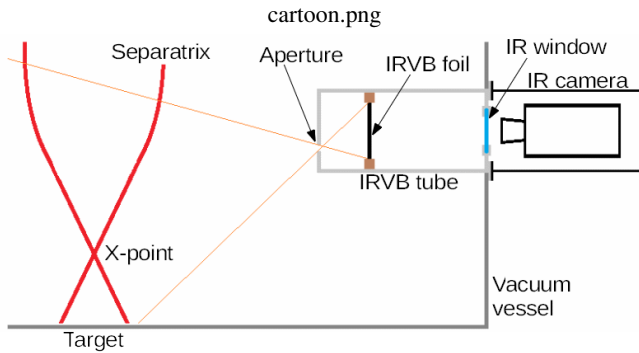 cartoon.png
Separatrix
Aperture
IRVB foil
IR window
IR camera
IRVB tube
X-point
Vacuum
vessel
Target